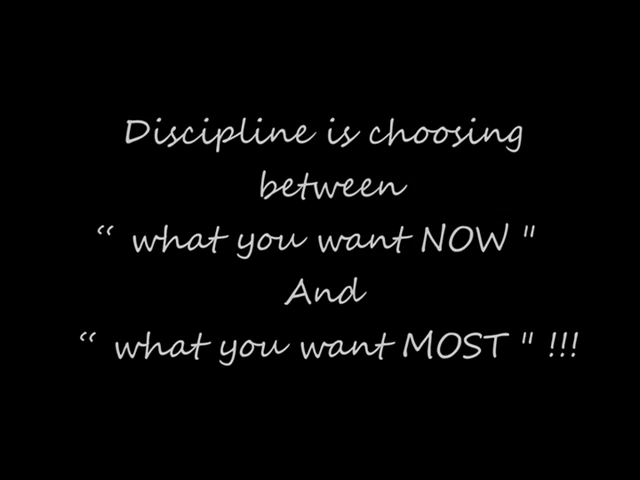 Discipline is choosing
between
“ what you want NOW "
And
“ what you want MOST " !!!